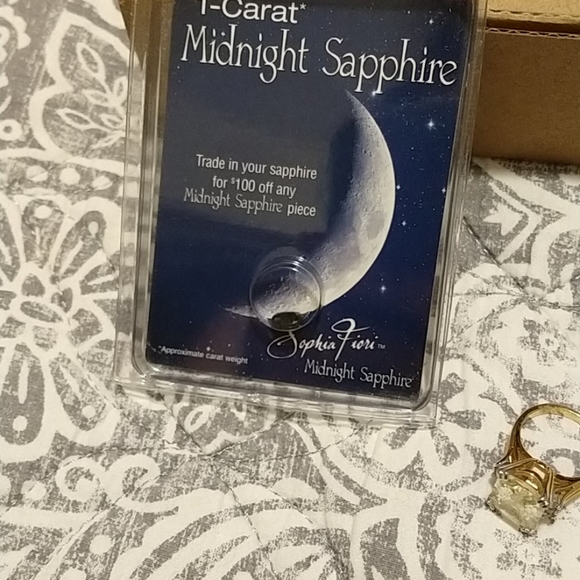 1-Carat*
Midnight Sapphire
Trade in your sapphire
for $100 off any
Midnight Sapphire piece
Sophia Fiori™
*Approximate carat weight
Midnight Sapphire